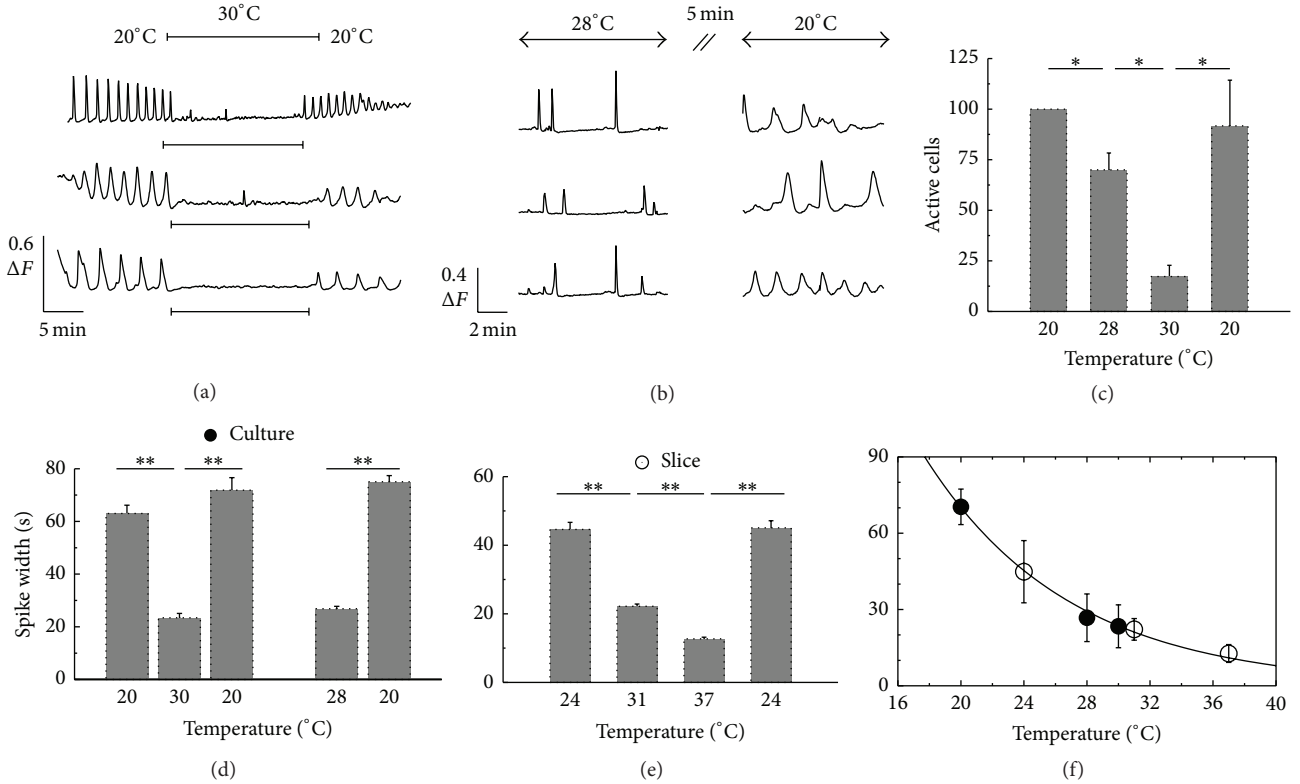 30°C
20°C 20°C
0.6
ΔF
5 min
(a)
5 min
28°C 20°C
0.4
ΔF
2 min
(b)
125
100
75
50
25
0
Active cells
* * *
20 28 30 20
Temperature (°C)
(c)
● Culture
80
60
40
20
0
Spike width (s)
** ** **
20 30 20 28 20
Temperature (°C)
(d)
○ Slice
60
40
20
0
** ** **
24 31 37 24
Temperature (°C)
(e)
90
60
30
0
16 20 24 28 32 36 40
Temperature (°C)
(f)